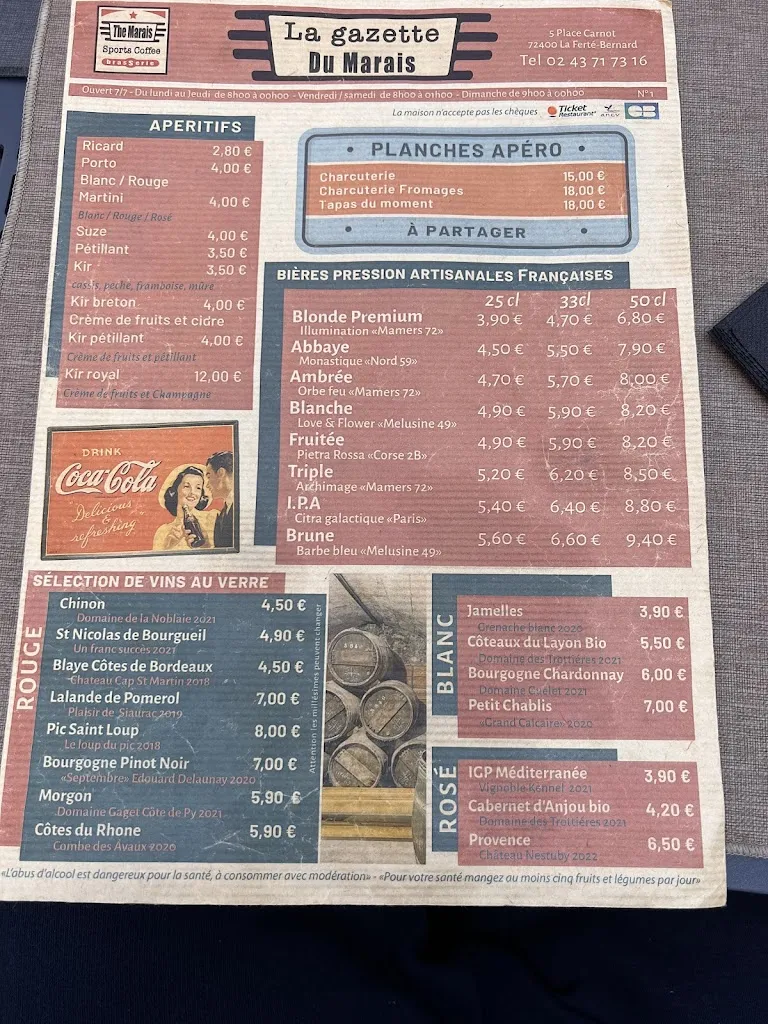 The Marais
Sports Coffee
brasserie
La gazette
Du Marais
5 Place Carnot
72400 La Ferté-Bernard
Tel 02 43 71 73 16
Ouvert 7/7 - Du lundi au Jeudi de 8h00 à 00h00 - Vendredi / samedi de 8h00 à 01h00 - Dimanche de 9h00 à 00h00 N°1
La maison n'accepte pas les chèques Ticket Restaurant CB
APERITIFS
Ricard 2,80 €
Porto 4,00 €
Blanc / Rouge
Martini 4,00 €
Blanc / Rouge / Rosé
Suze 4,00 €
Pétillant 3,50 €
Kir 3,50 €
cassis, peche, framboise, mûre
Kir breton 4,00 €
Crème de fruits et cidre
Kir pétillant 4,00 €
Crème de fruits et pétillant
Kir royal 12,00 €
Crème de fruits et Champagne
• PLANCHES APÉRO •
Charcuterie 15,00 €
Charcuterie Fromages 18,00 €
Tapas du moment 18,00 €
• À PARTAGER •
BIÈRES PRESSION ARTISANALES FRANÇAISES
25 cl 33cl 50 cl
Blonde Premium 3,90 € 4,70 € 6,80 €
Illumination «Mamers 72»
Abbaye 4,50 € 5,50 € 7,90 €
Monastique «Nord 59»
Ambrée 4,70 € 5,70 € 8,00 €
Orbe feu «Mamers 72»
Blanche 4,90 € 5,90 € 8,20 €
Love & Flower «Melusine 49»
Fruitée 4,90 € 5,90 € 8,20 €
Pietra Rossa «Corse 2B»
Triple 5,20 € 6,20 € 8,50 €
Archimage «Mamers 72»
I.P.A 5,40 € 6,40 € 8,80 €
Citra galactique «Paris»
Brune 5,60 € 6,60 € 9,40 €
Barbe bleu «Melusine 49»
DRINK
Coca-Cola
Delicious
&
refreshing
SÉLECTION DE VINS AU VERRE
ROUGE
Chinon 4,50 €
Domaine de la Noblaie 2021
St Nicolas de Bourgueil 4,90 €
Un franc succès 2021
Blaye Côtes de Bordeaux 4,50 €
Chateau Cap St Martin 2018
Lalande de Pomerol 7,00 €
Plaisir de Siaurac 2019
Pic Saint Loup 8,00 €
Le loup du pic 2018
Bourgogne Pinot Noir 7,00 €
«Septembre» Edouard Delaunay 2020
Morgon 5,90 €
Domaine Gaget Côte de Py 2021
Côtes du Rhone 5,90 €
Combe des Avaux 2020
Attention les millésimes peuvent changer
BLANC
Jamelles 3,90 €
Grenache blanc 2020
Côteaux du Layon Bio 5,50 €
Domaine des Trottières 2021
Bourgogne Chardonnay 6,00 €
Domaine Cuelet 2021
Petit Chablis 7,00 €
«Grand Calcaire» 2020
ROSÉ
IGP Méditerranée 3,90 €
Vignoble Kennel 2021
Cabernet d'Anjou bio 4,20 €
Domaine des Trottières 2021
Provence 6,50 €
Château Nestuby 2022
«L'abus d'alcool est dangereux pour la santé, à consommer avec modération» - «Pour votre santé mangez au moins cinq fruits et légumes par jour»